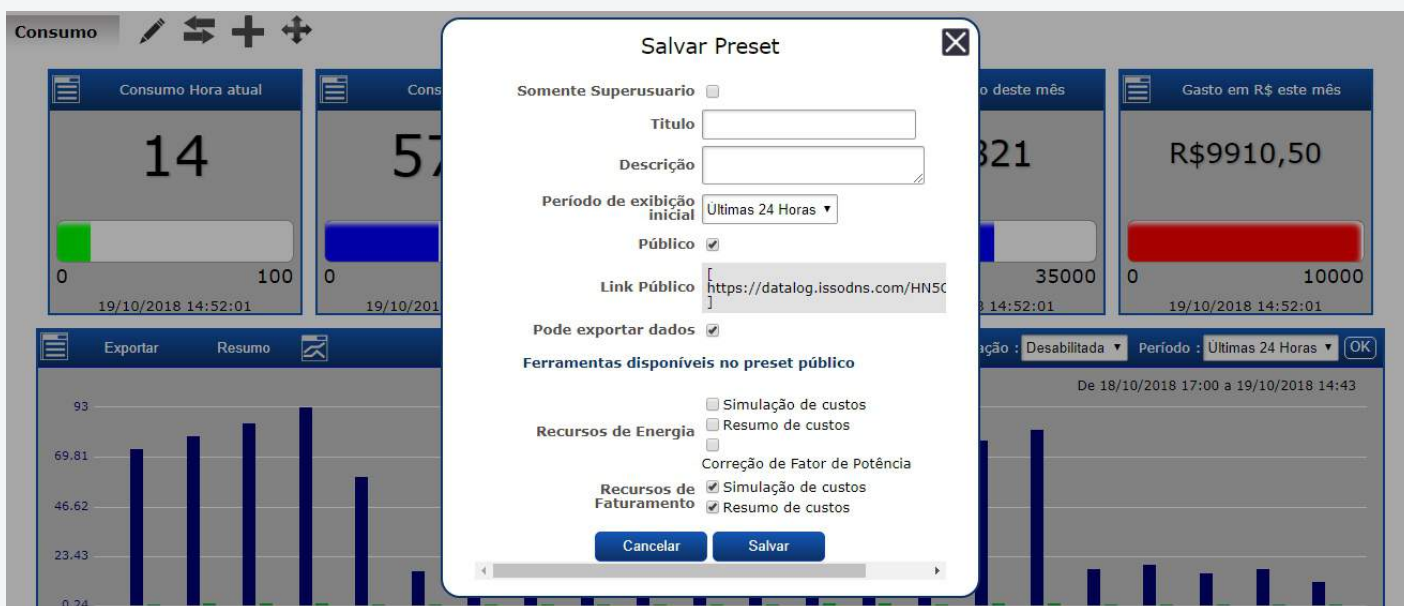 Consumo
Salvar Preset
Consumo Hora atual
Cons
o deste mês
Gasto em R$ este mês
Somente Superusuario
Titulo
14
57
321
R$9910,50
Descrição
Período de exibição
inicial
Últimas 24 Horas
Público
0 100
0
35000
0 10000
Link Público
[
https://datalog.issodns.com/HN5
]
19/10/2018 14:52:01
19/10/201
14:52:01
19/10/2018 14:52:01
Pode exportar dados
Exportar
Resumo
ação : Desabilitada
Período : Últimas 24 Horas
OK
Ferramentas disponíveis no preset público
De 18/10/2018 17:00 a 19/10/2018 14:43
93
69.81
46.62
23.43
0.24
Recursos de Energia
Simulação de custos
Resumo de custos
Correção de Fator de Potência
Recursos de
Faturamento
Simulação de custos
Resumo de custos
Cancelar
Salvar